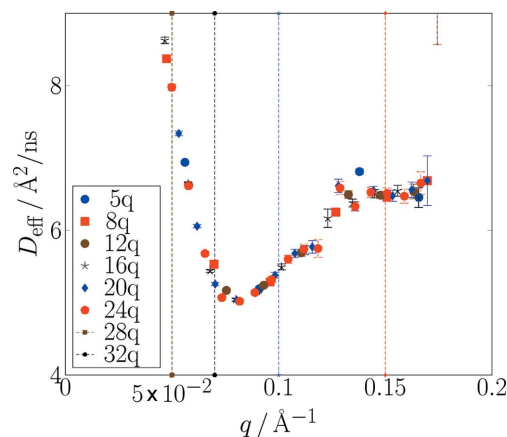 8
6
4
D_eff / Å²/ns
5q
8q
12q
16q
20q
24q
28q
32q
0
5 x 10⁻²
0.1
0.15
0.2
q / Å⁻¹